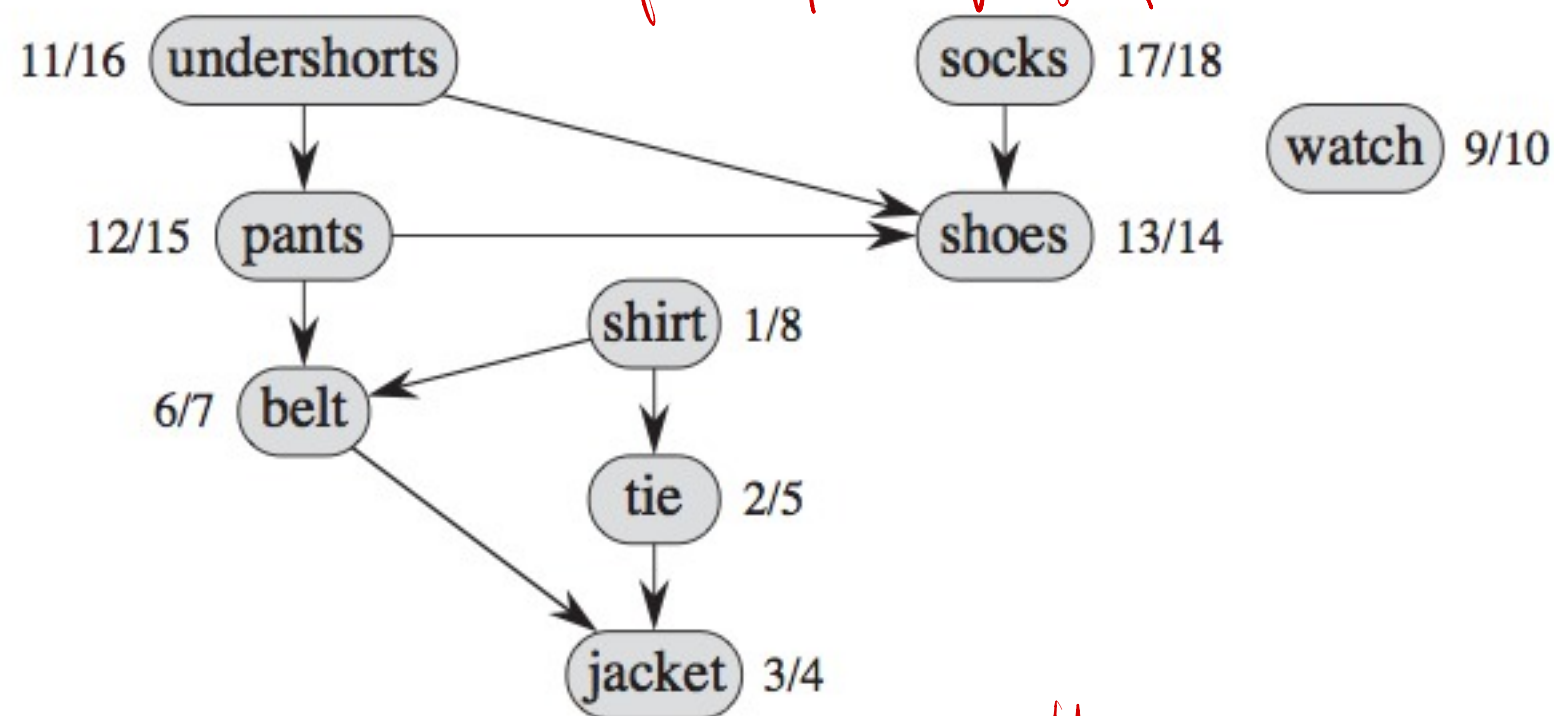 11/16 undershorts socks 17/18
watch 9/10
12/15 pants shoes 13/14
shirt 1/8
6/7 belt
tie 2/5
jacket 3/4